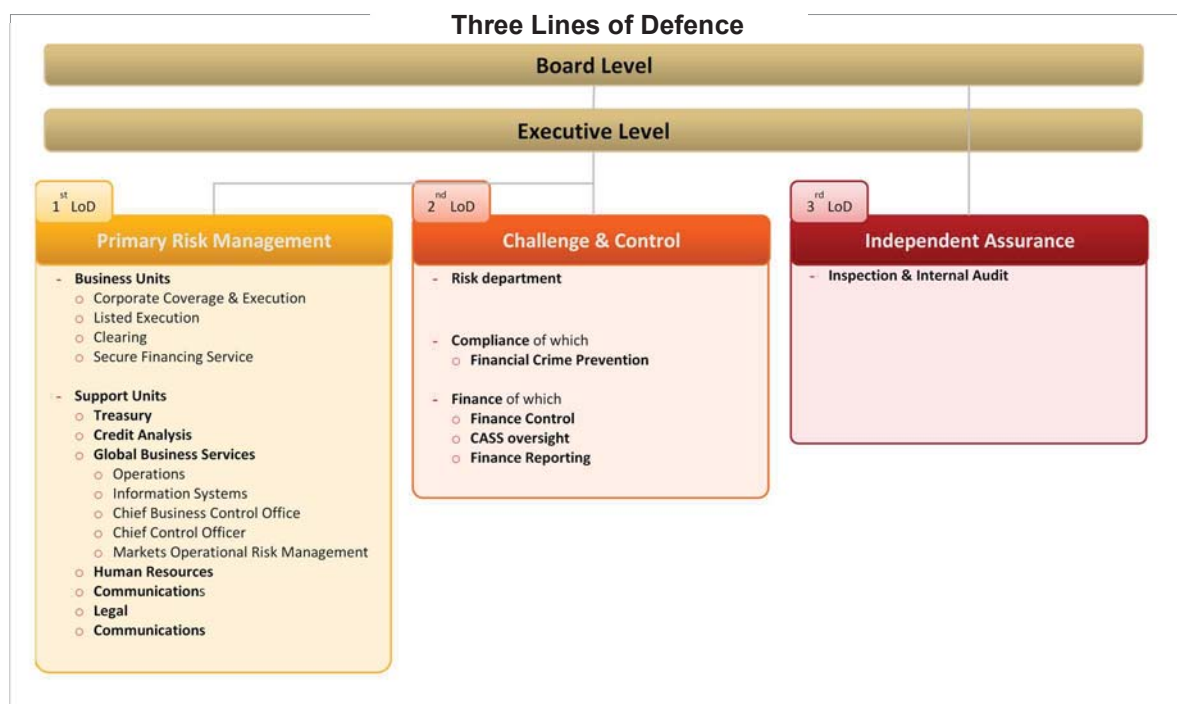 Three Lines of Defence
Board Level
Executive Level
1st LoD
Primary Risk Management
- Business Units
o Corporate Coverage & Execution
o Listed Execution
o Clearing
o Secure Financing Service
- Support Units
o Treasury
o Credit Analysis
o Global Business Services
o Operations
o Information Systems
o Chief Business Control Office
o Chief Control Officer
o Markets Operational Risk Management
o Human Resources
o Communications
o Legal
o Communications
2nd LoD
Challenge & Control
- Risk department
- Compliance of which
o Financial Crime Prevention
- Finance of which
o Finance Control
o CASS oversight
o Finance Reporting
3rd LoD
Independent Assurance
- Inspection & Internal Audit